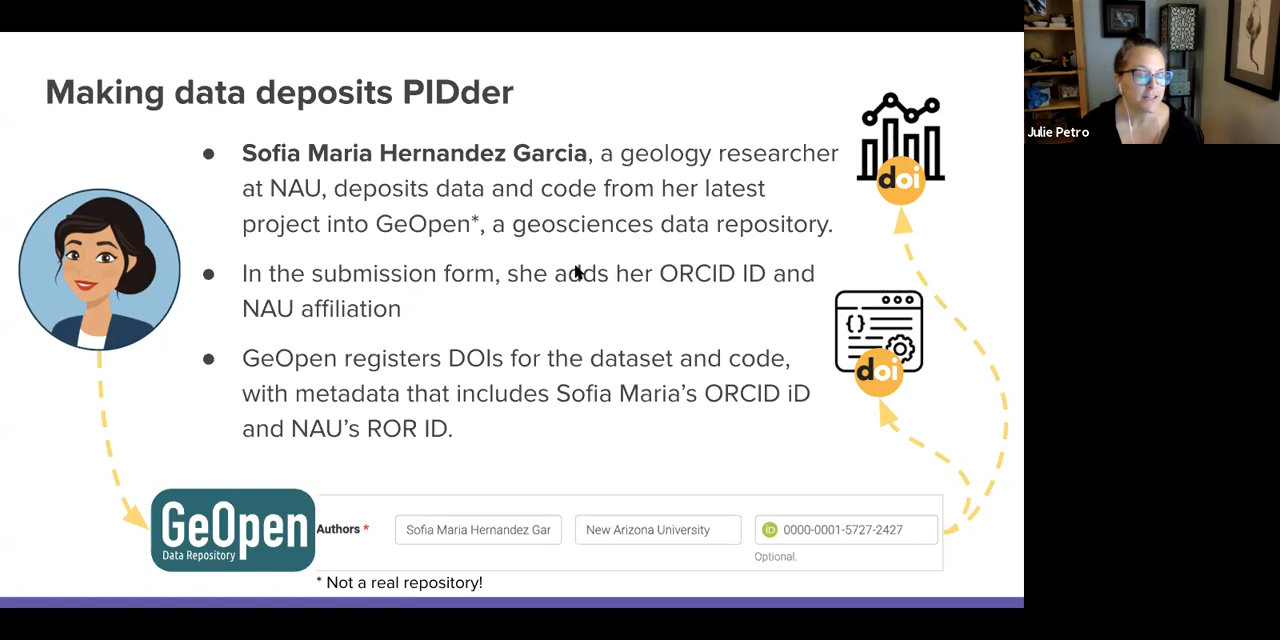 Making data deposits PIDder
● Sofia Maria Hernandez Garcia, a geology researcher
at NAU, deposits data and code from her latest
project into GeOpen*, a geosciences data repository.
● In the submission form, she adds her ORCID ID and
NAU affiliation
● GeOpen registers DOIs for the dataset and code,
with metadata that includes Sofia Maria’s ORCID iD
and NAU’s ROR ID.
doi
{}
doi
GeOpen
Data Repository
Authors *
Sofia Maria Hernandez Gar
New Arizona University
iD 0000-0001-5727-2427
Optional.
* Not a real repository!
Julie Petro